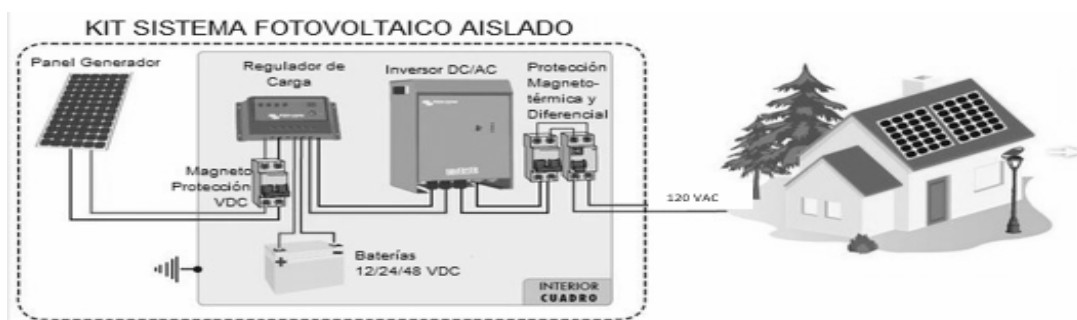 KIT SISTEMA FOTOVOLTAICO AISLADO
Panel Generador
Regulador de
Carga
Inversor DC/AC
Protección
Magneto-
térmica y
Diferencial
Magneto
Protección
VDC
INVERSER
120 VAC
+
-
Baterías
12/24/48 VDC
INTERIOR
CUADRO